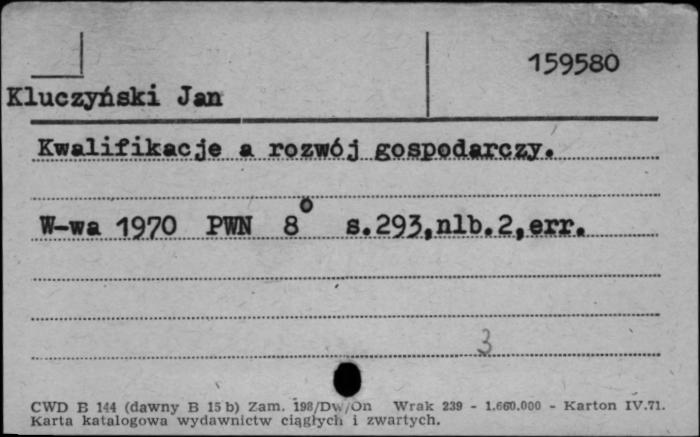 159580
Kluczyński Jan
Kwalifikacje a rozwój gospodarczy.
W-wa 1970 PWN 8° s.293,nlb.2,err.
3
CWD B 144 (dawny B 15 b) Zam. 198/Dw/On Wrak 239 - 1.660.000 - Karton IV.71.
Karta katalogowa wydawnictw ciągłych i zwartych.